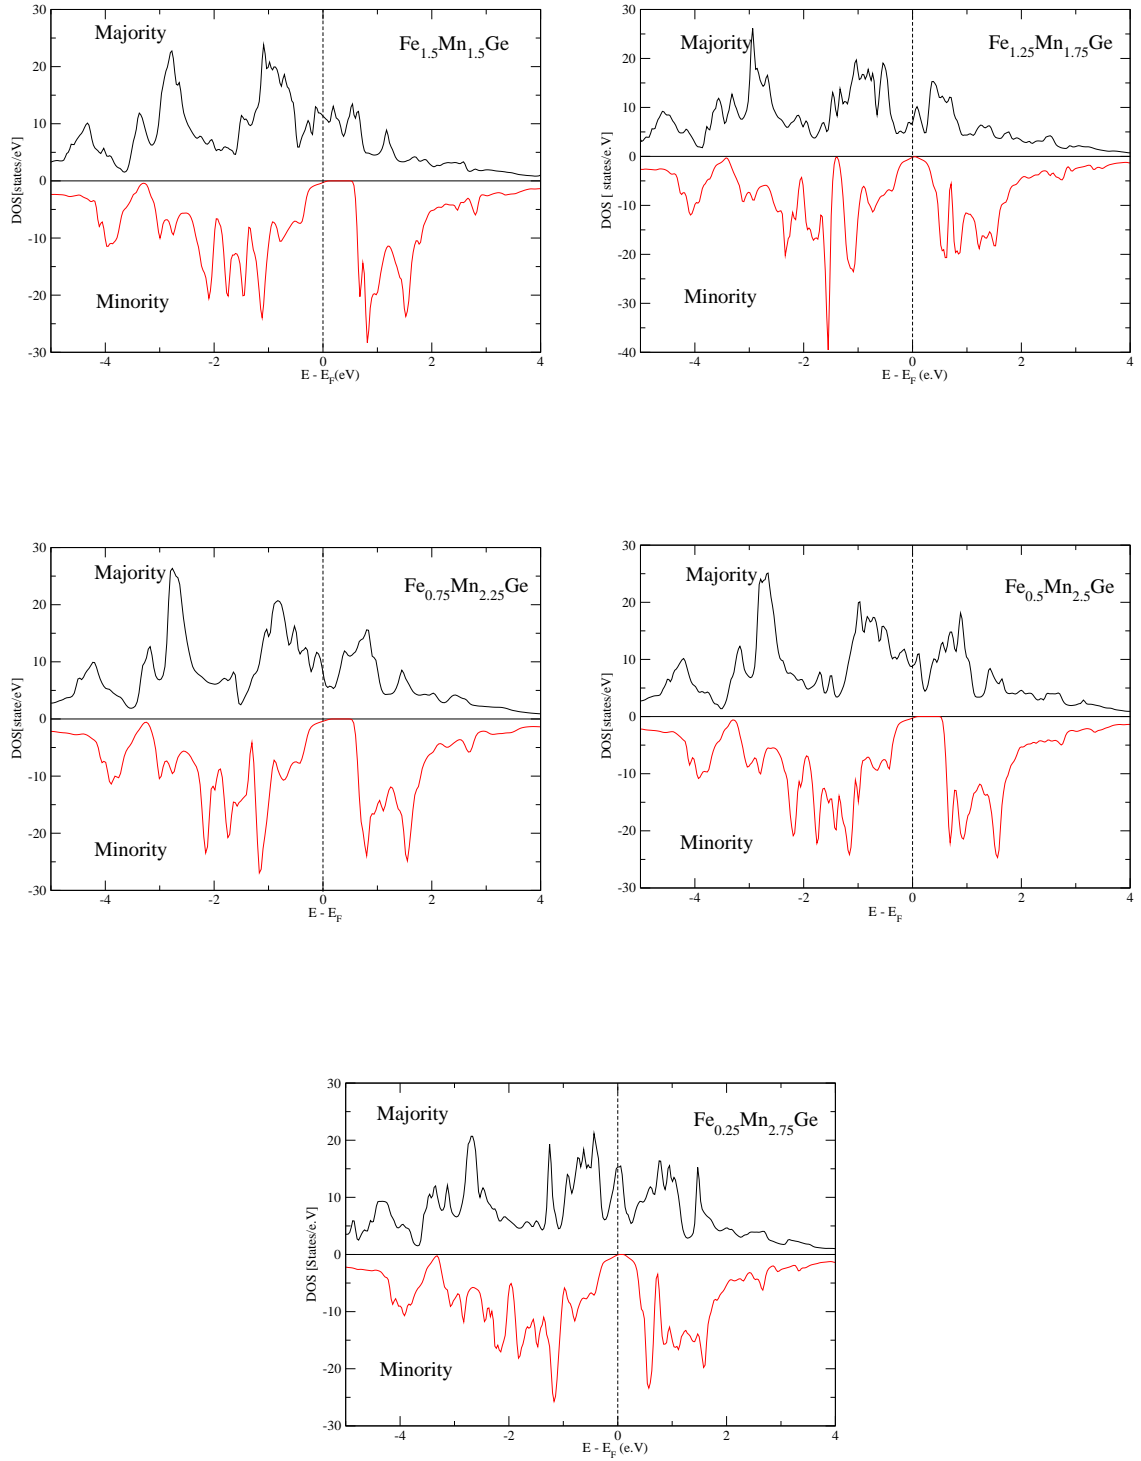 30
Majority
Fe1.5Mn1.5Ge
20
10
0
-10
-20
-30
DOS[states/eV]
Minority
-4 -2 0 2 4
E - EF(eV)
30
Majority
Fe1.25Mn1.75Ge
20
10
0
-10
-20
-30
-40
DOS [ states/e.V]
Minority
-4 -2 0 2 4
E - EF (e.V)
30
Majority
Fe0.75Mn2.25Ge
20
10
0
-10
-20
-30
DOS[state/eV]
Minority
-4 -2 0 2 4
E - EF
30
Majority
Fe0.5Mn2.5Ge
20
10
0
-10
-20
-30
DOS[states/eV]
Minority
-4 -2 0 2 4
E - EF
30
Majority
Fe0.25Mn2.75Ge
20
10
0
-10
-20
-30
DOS [States/e.V]
Minority
-4 -2 0 2 4
E - EF (e.V)